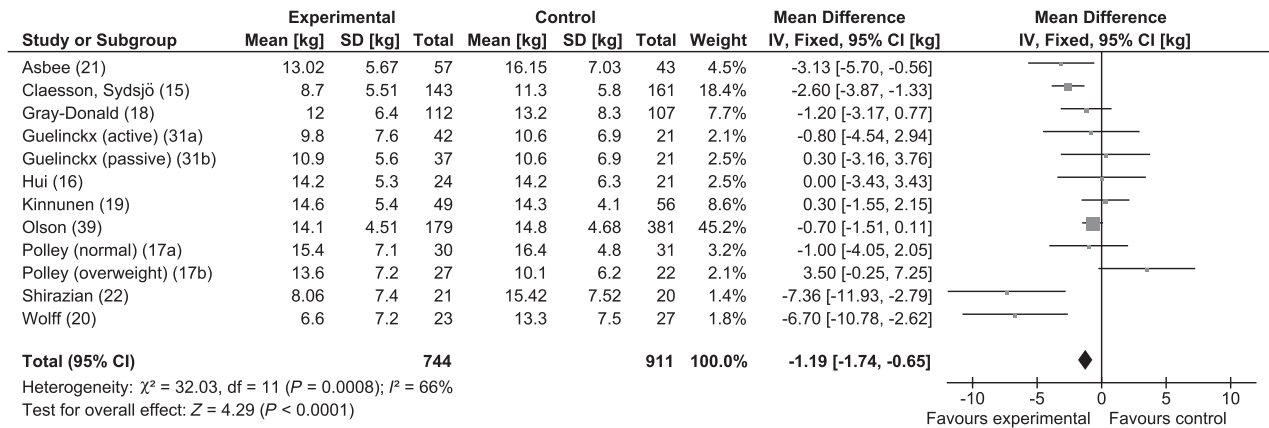 Experimental Control Mean Difference Mean Difference
Study or Subgroup Mean [kg] SD [kg] Total Mean [kg] SD [kg] Total Weight IV, Fixed, 95% CI [kg] IV, Fixed, 95% CI [kg]
Asbee (21) 13.02 5.67 57 16.15 7.03 43 4.5% -3.13 [-5.70, -0.56]
Claesson, Sydsjö (15) 8.7 5.51 143 11.3 5.8 161 18.4% -2.60 [-3.87, -1.33]
Gray-Donald (18) 12 6.4 112 13.2 8.3 107 7.7% -1.20 [-3.17, 0.77]
Guelinckx (active) (31a) 9.8 7.6 42 10.6 6.9 21 2.1% -0.80 [-4.54, 2.94]
Guelinckx (passive) (31b) 10.9 5.6 37 10.6 6.9 21 2.5% 0.30 [-3.16, 3.76]
Hui (16) 14.2 5.3 24 14.2 6.3 21 2.5% 0.00 [-3.43, 3.43]
Kinnunen (19) 14.6 5.4 49 14.3 4.1 56 8.6% 0.30 [-1.55, 2.15]
Olson (39) 14.1 4.51 179 14.8 4.68 381 45.2% -0.70 [-1.51, 0.11]
Polley (normal) (17a) 15.4 7.1 30 16.4 4.8 31 3.2% -1.00 [-4.05, 2.05]
Polley (overweight) (17b) 13.6 7.2 27 10.1 6.2 22 2.1% 3.50 [-0.25, 7.25]
Shirazian (22) 8.06 7.4 21 15.42 7.52 20 1.4% -7.36 [-11.93, -2.79]
Wolff (20) 6.6 7.2 23 13.3 7.5 27 1.8% -6.70 [-10.78, -2.62]
Total (95% CI) 744 911 100.0% -1.19 [-1.74, -0.65]
Heterogeneity: χ² = 32.03, df = 11 (P = 0.0008); I² = 66%
Test for overall effect: Z = 4.29 (P < 0.0001)
-10 -5 0 5 10
Favours experimental Favours control